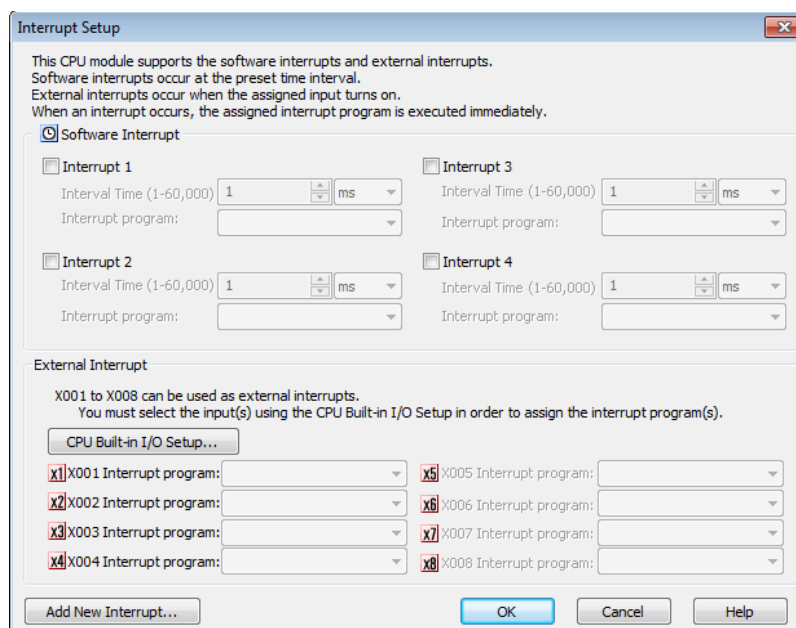 Interrupt Setup
This CPU module supports the software interrupts and external interrupts.
Software interrupts occur at the preset time interval.
External interrupts occur when the assigned input turns on.
When an interrupt occurs, the assigned interrupt program is executed immediately.
Software Interrupt
Interrupt 1
Interval Time (1-60,000) 1 ms
Interrupt program:
Interrupt 3
Interval Time (1-60,000) 1 ms
Interrupt program:
Interrupt 2
Interval Time (1-60,000) 1 ms
Interrupt program:
Interrupt 4
Interval Time (1-60,000) 1 ms
Interrupt program:
External Interrupt
X001 to X008 can be used as external interrupts.
You must select the input(s) using the CPU Built-in I/O Setup in order to assign the interrupt program(s).
CPU Built-in I/O Setup...
X1 X001 Interrupt program:
X2 X002 Interrupt program:
X3 X003 Interrupt program:
X4 X004 Interrupt program:
X5 X005 Interrupt program:
X6 X006 Interrupt program:
X7 X007 Interrupt program:
X8 X008 Interrupt program:
Add New Interrupt...
OK
Cancel
Help